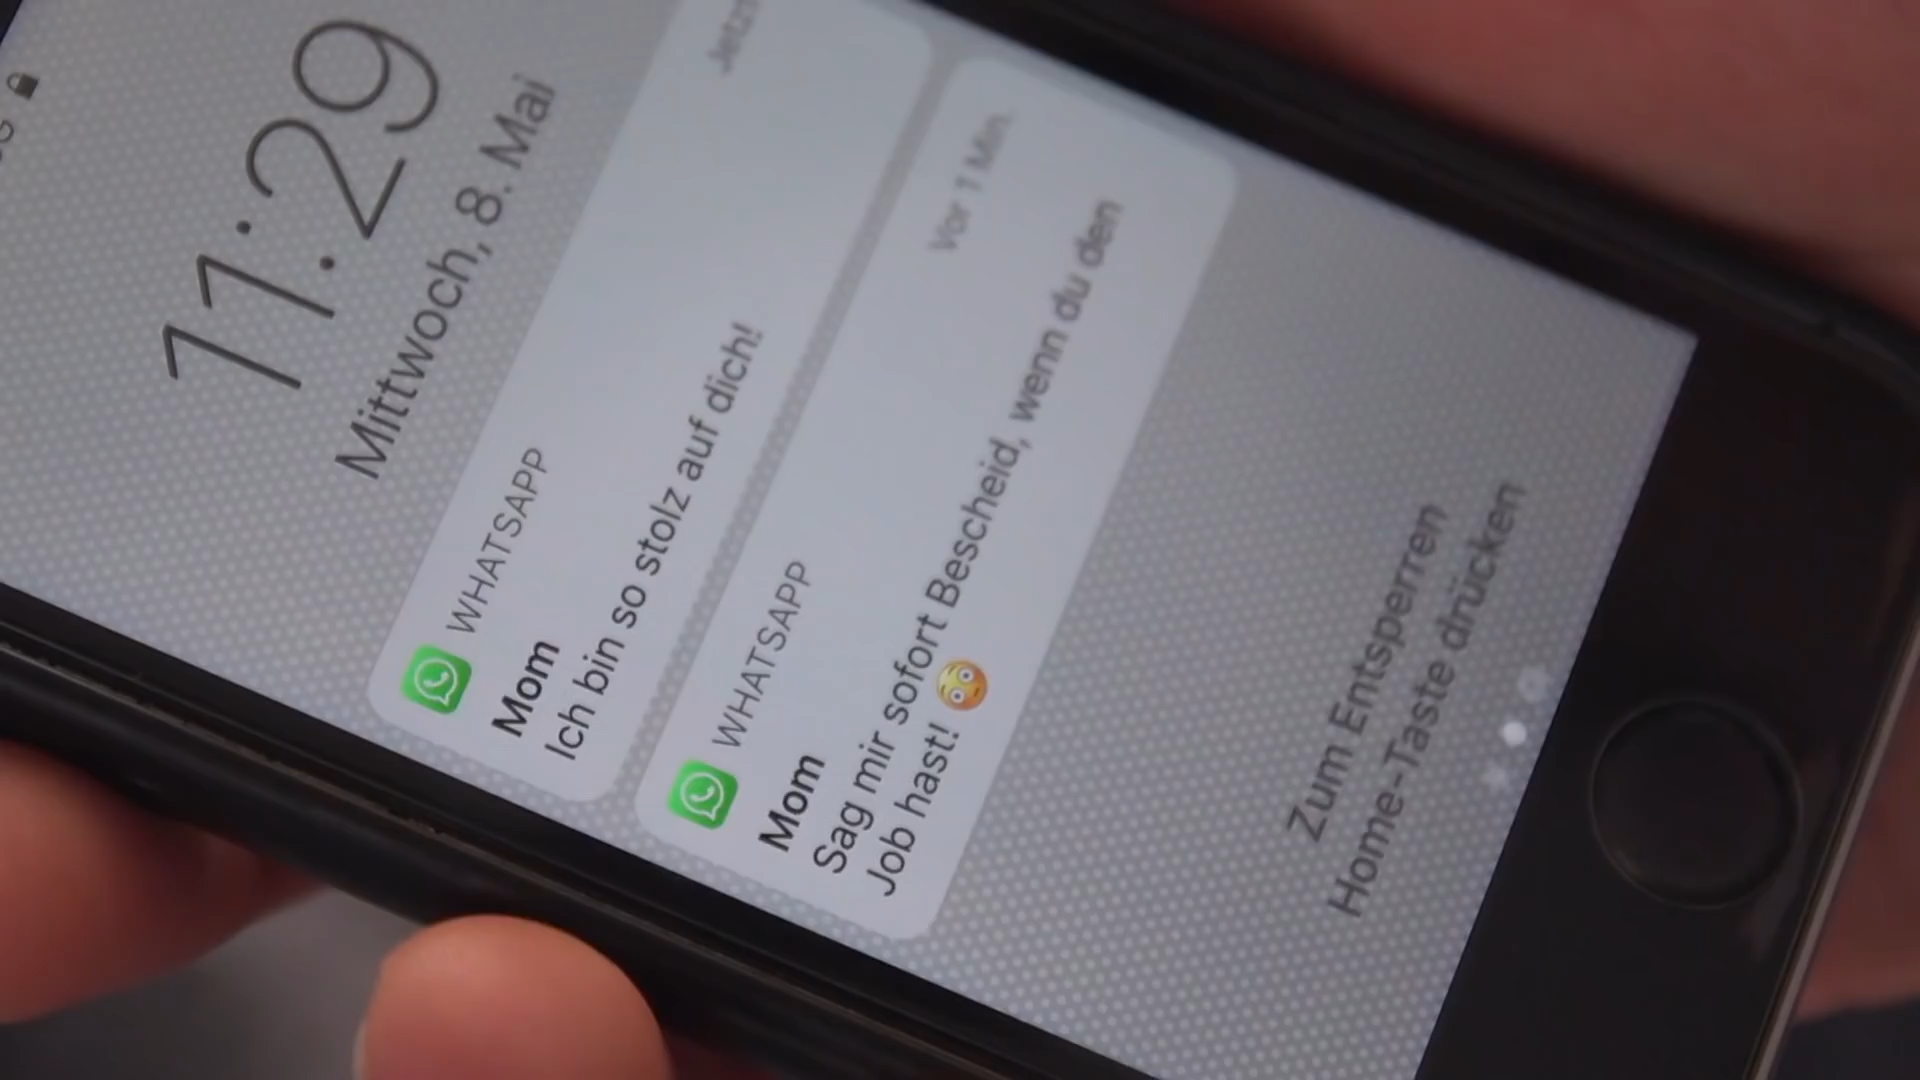 11:29
Mittwoch, 8. Mai
WHATSAPP
Jetzt
Mom
Ich bin so stolz auf dich!
WHATSAPP
Vor 1 Min.
Mom
Sag mir sofort Bescheid, wenn du den
Job hast! 😳
Zum Entsperren
Home-Taste drücken